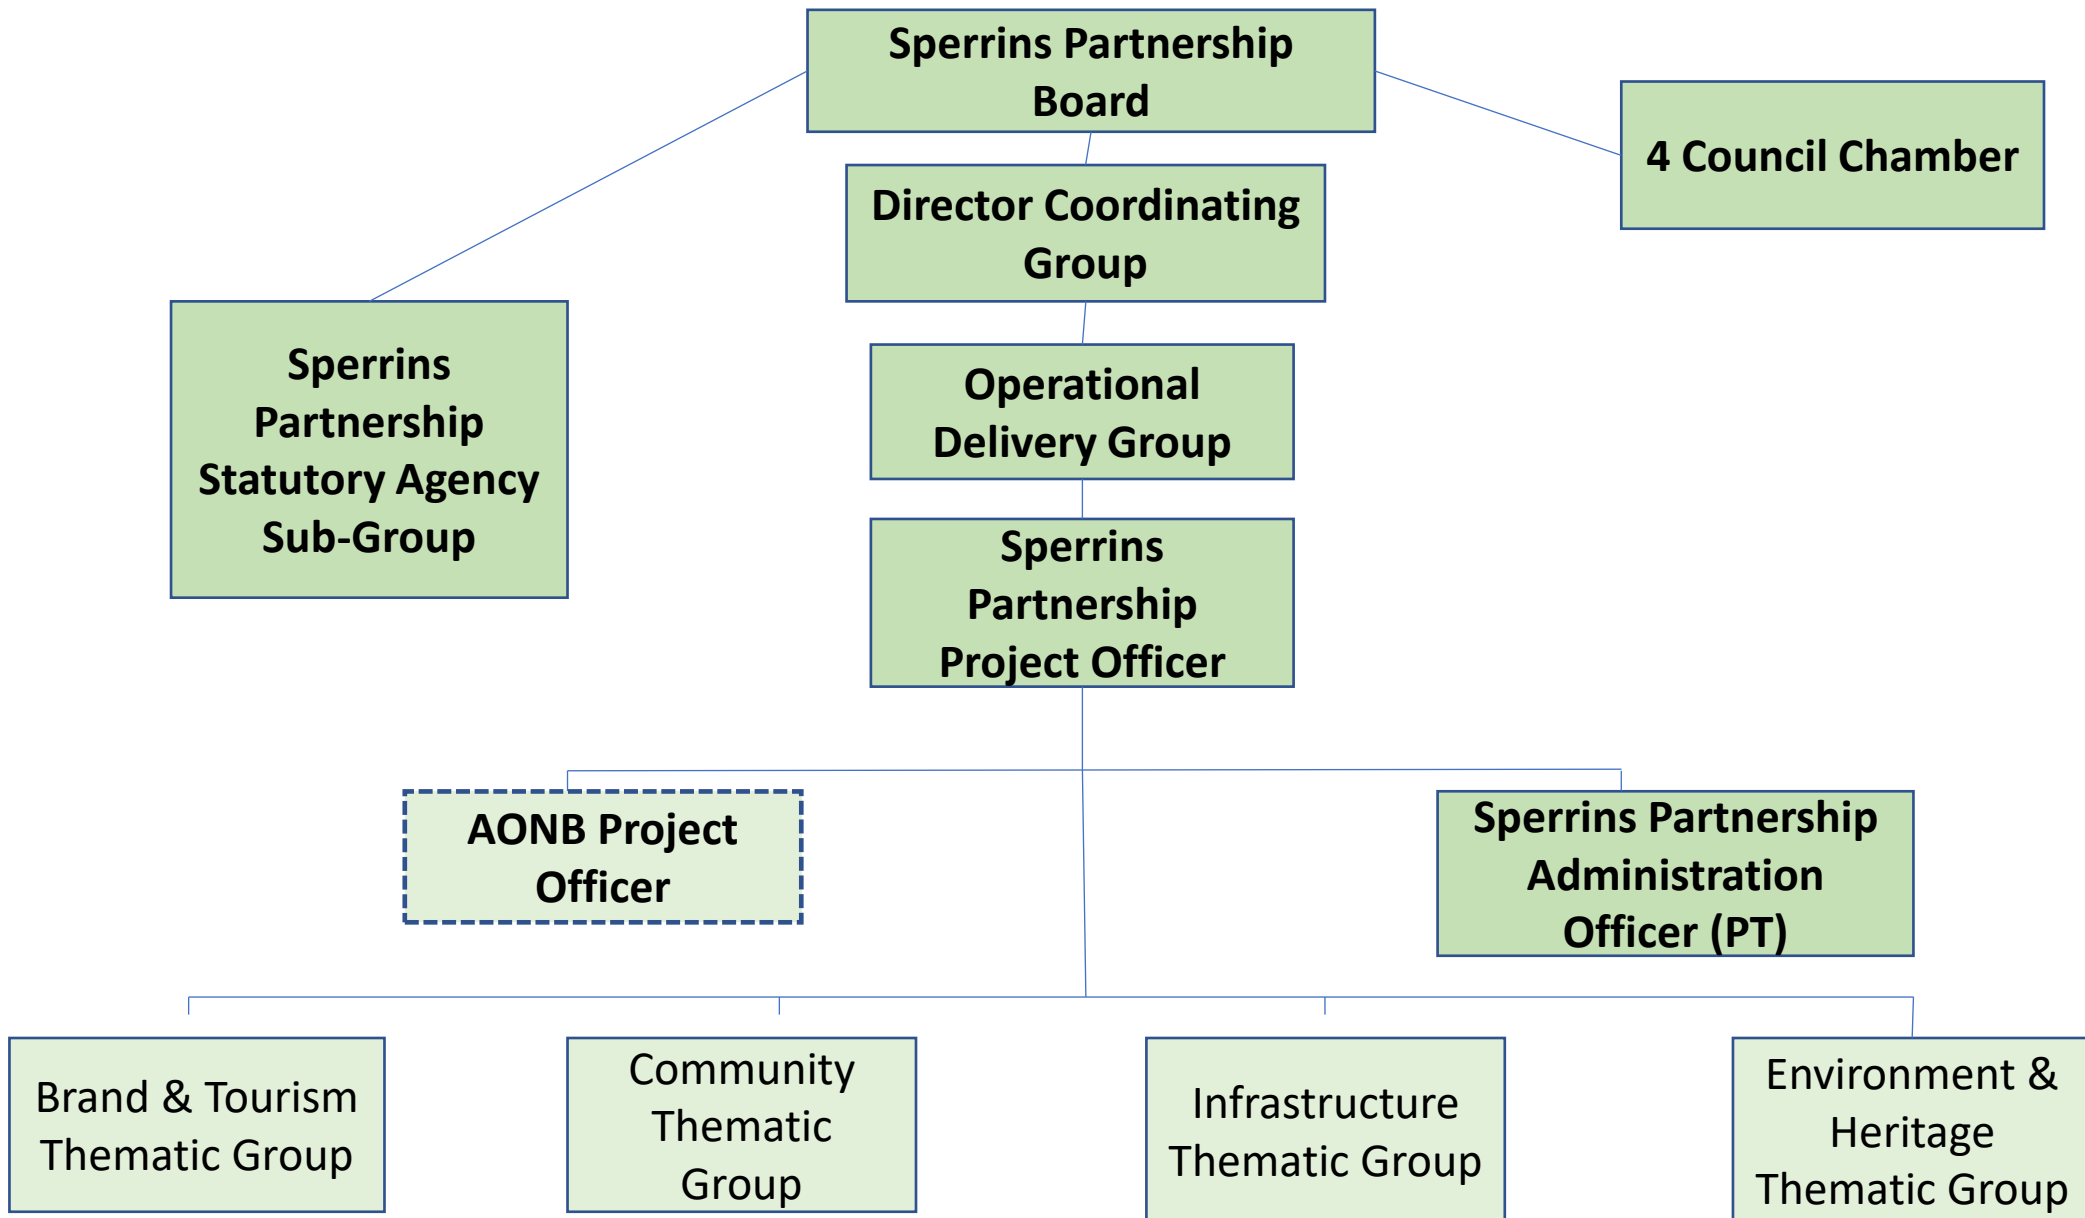 Sperrins Partnership
Board
4 Council Chamber
Director Coordinating
Group
Sperrins
Partnership
Statutory Agency
Sub-Group
Operational
Delivery Group
Sperrins
Partnership
Project Officer
AONB Project
Officer
Sperrins Partnership
Administration
Officer (PT)
Brand & Tourism
Thematic Group
Community
Thematic
Group
Infrastructure
Thematic Group
Environment &
Heritage
Thematic Group